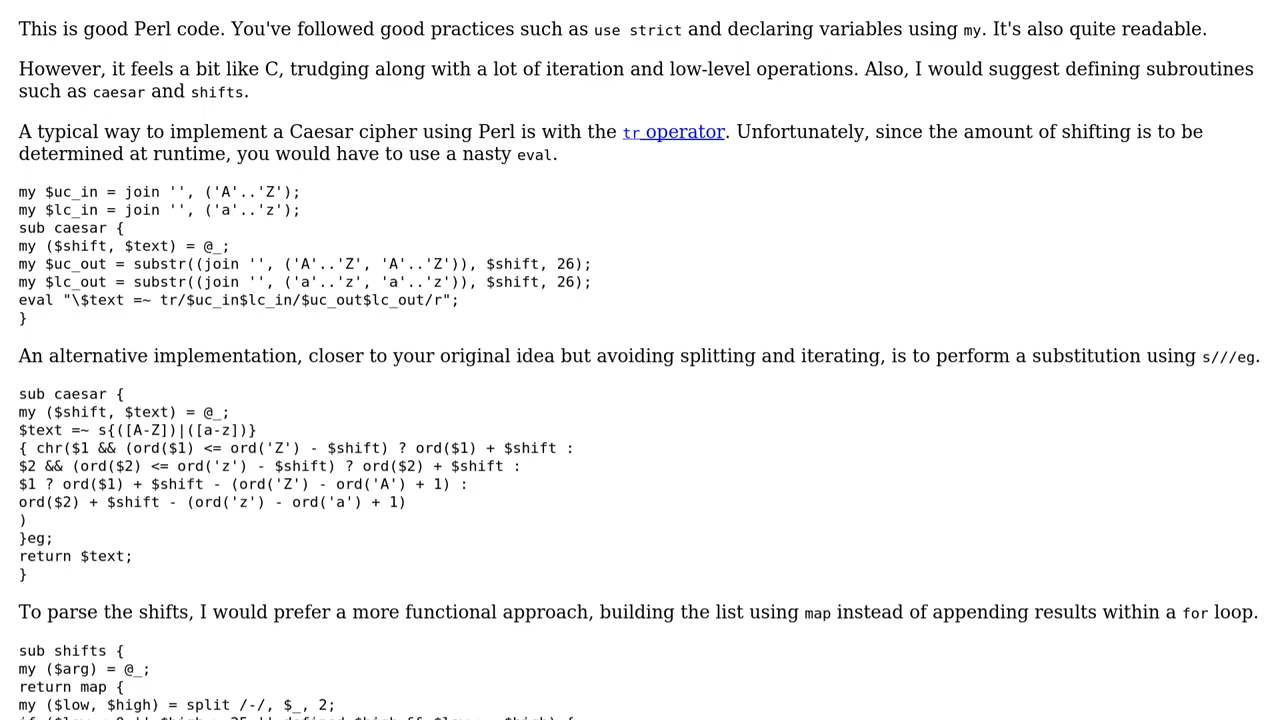 This is good Perl code. You've followed good practices such as use strict and declaring variables using my. It's also quite readable.
However, it feels a bit like C, trudging along with a lot of iteration and low-level operations. Also, I would suggest defining subroutines
such as caesar and shifts.
A typical way to implement a Caesar cipher using Perl is with the tr operator. Unfortunately, since the amount of shifting is to be
determined at runtime, you would have to use a nasty eval.
my $uc_in = join '', ('A'..'Z');
my $lc_in = join '', ('a'..'z');
sub caesar {
my ($shift, $text) = @_;
my $uc_out = substr((join '', ('A'..'Z', 'A'..'Z')), $shift, 26);
my $lc_out = substr((join '', ('a'..'z', 'a'..'z')), $shift, 26);
eval "\$text =~ tr/$uc_in$lc_in/$uc_out$lc_out/r";
}
An alternative implementation, closer to your original idea but avoiding splitting and iterating, is to perform a substitution using s///eg.
sub caesar {
my ($shift, $text) = @_;
$text =~ s{([A-Z])|([a-z])}
{ chr($1 && (ord($1) <= ord('Z') - $shift) ? ord($1) + $shift :
$2 && (ord($2) <= ord('z') - $shift) ? ord($2) + $shift :
$1 ? ord($1) + $shift - (ord('Z') - ord('A') + 1) :
ord($2) + $shift - (ord('z') - ord('a') + 1)
)
}eg;
return $text;
}
To parse the shifts, I would prefer a more functional approach, building the list using map instead of appending results within a for loop.
sub shifts {
my ($arg) = @_;
return map {
my ($low, $high) = split /-/, $_, 2;